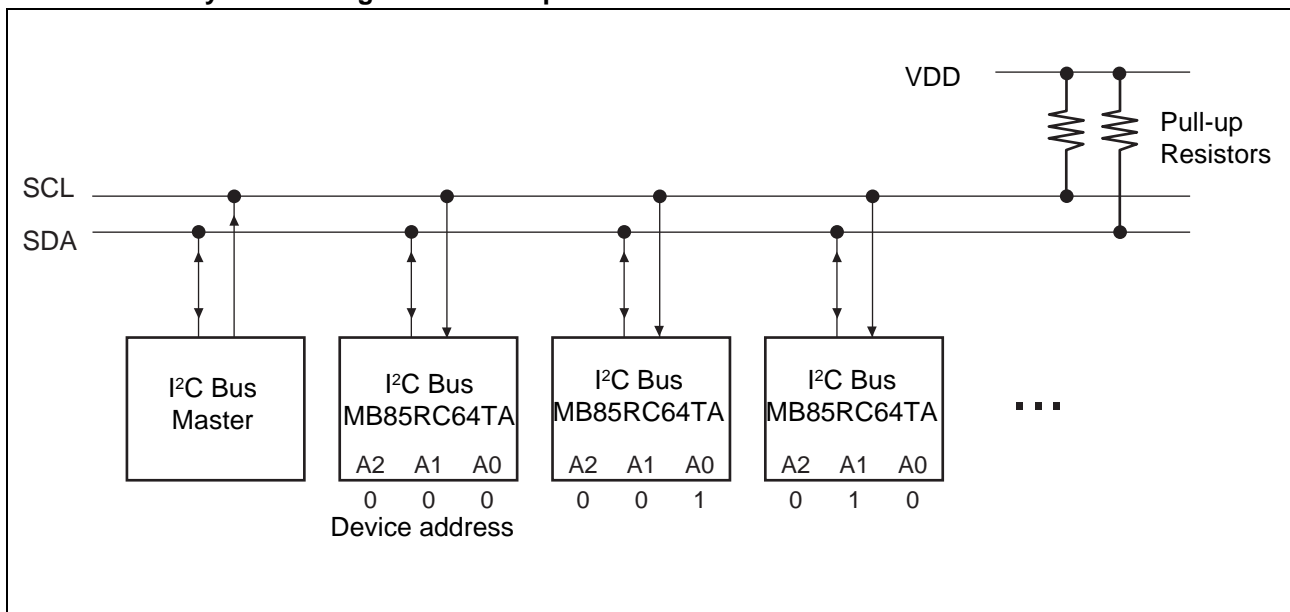 VDD
Pull-up
Resistors
SCL
SDA
I²C Bus
Master
I²C Bus
MB85RC64TA
A2 A1 A0
0 0 0
Device address
I²C Bus
MB85RC64TA
A2 A1 A0
0 0 1
I²C Bus
MB85RC64TA
A2 A1 A0
0 1 0
...